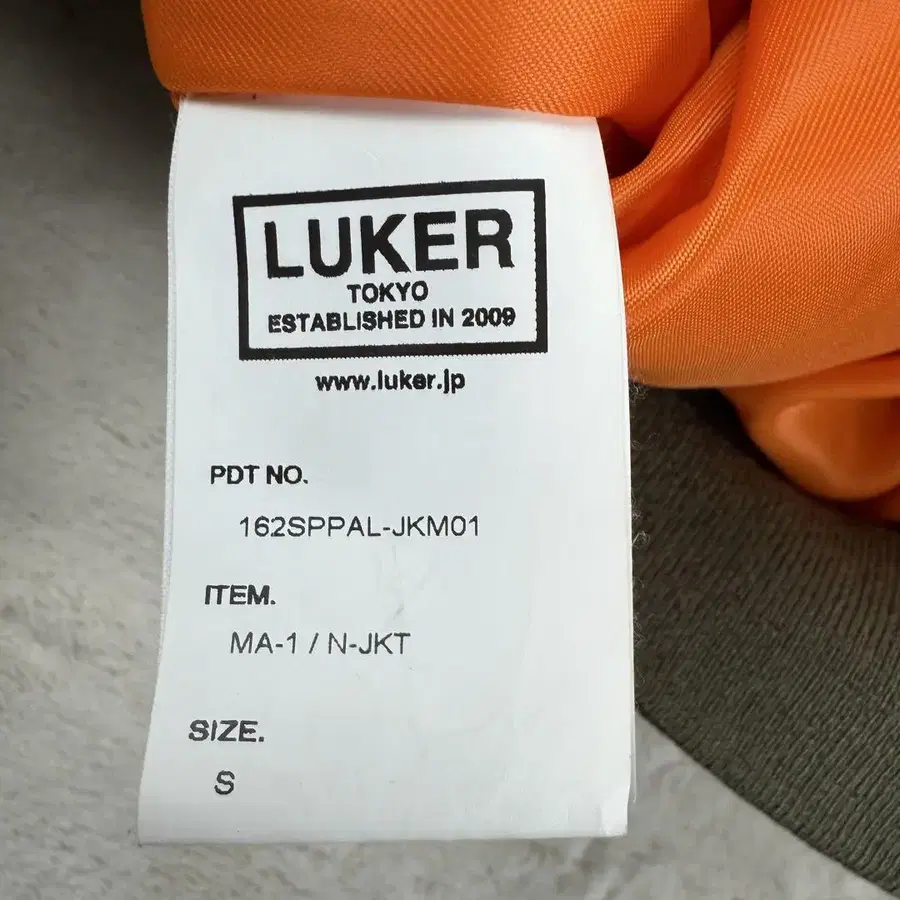 LUKER
TOKYO
ESTABLISHED IN 2009
www.luker.jp
PDT NO.
162SPPAL-JKM01
ITEM.
MA-1 / N-JKT
SIZE.
S